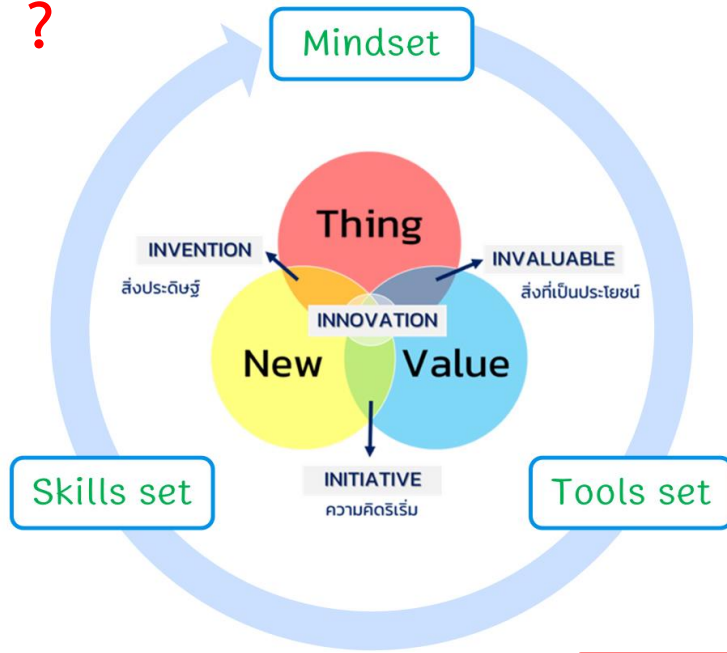 ?
Mindset
Thing
INVENTION
สิ่งประดิษฐ์
INVALUABLE
สิ่งที่เป็นประโยชน์
INNOVATION
New
Value
INITIATIVE
ความคิดริเริ่ม
Skills set
Tools set